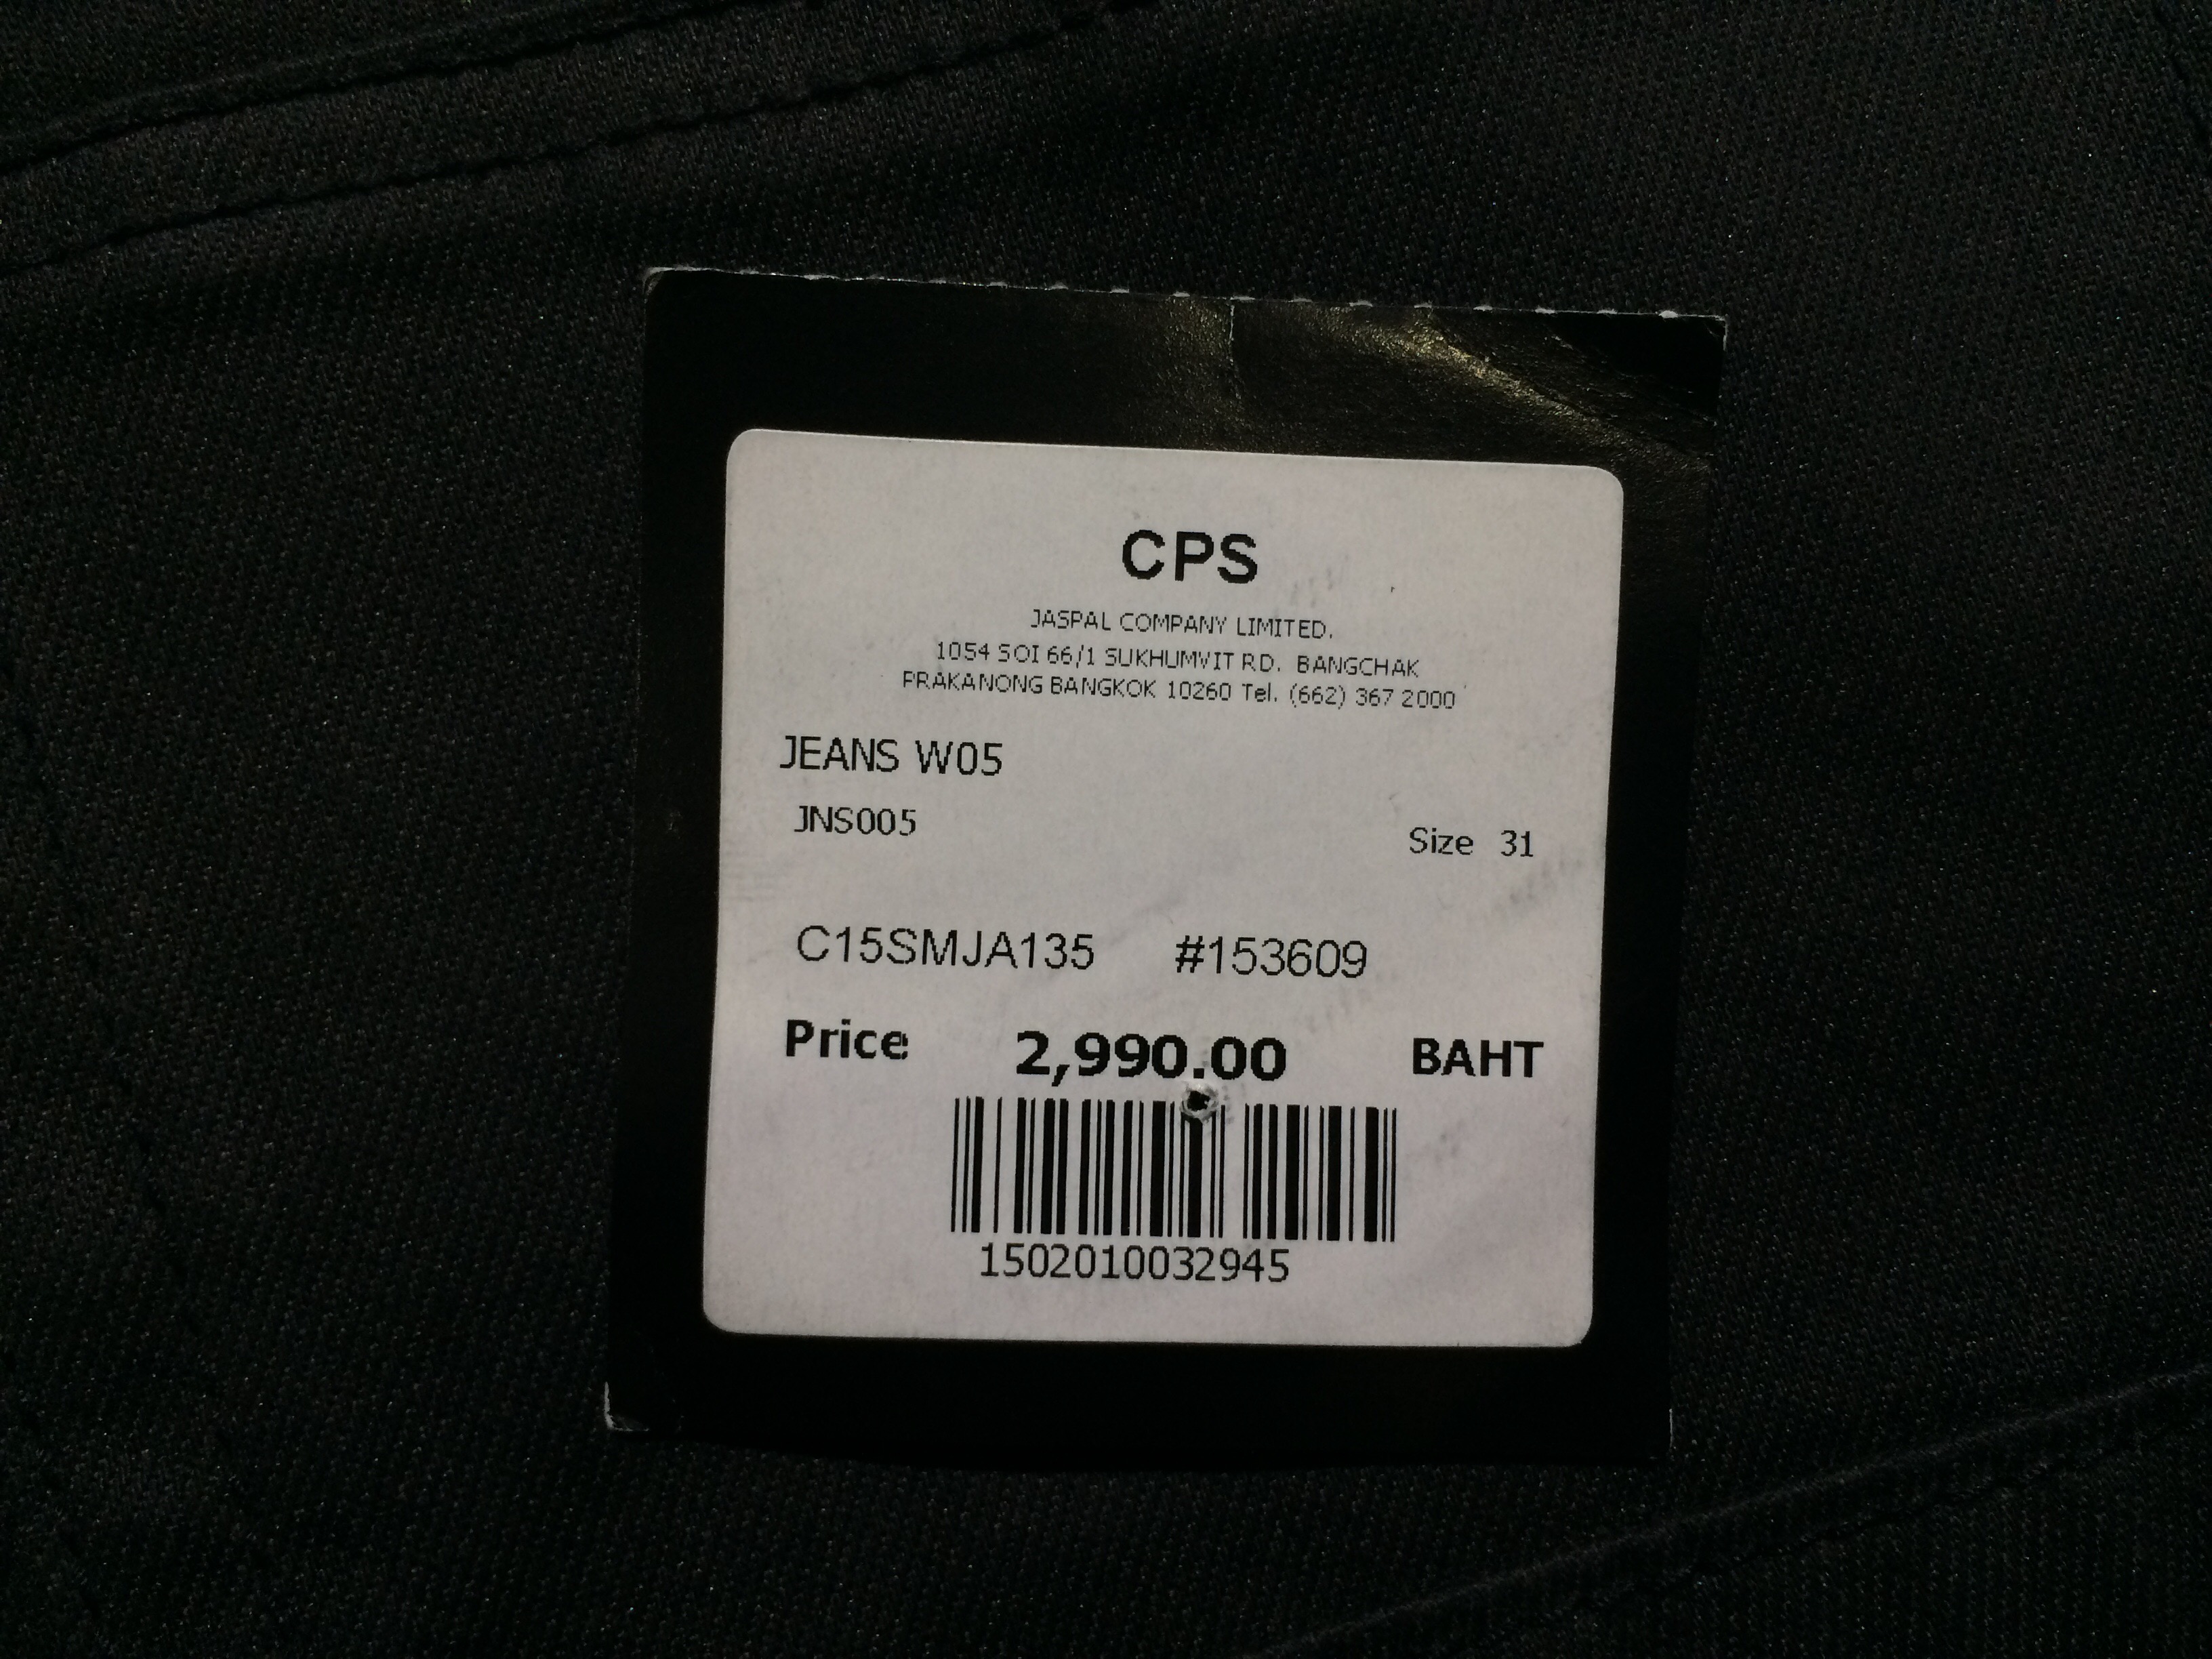 CPS
JASPAL COMPANY LIMITED.
1054 SOI 66/1 SUKHUMVIT RD. BANGCHAK
PRAKANONG BANGKOK 10260 Tel. (662) 367 2000
JEANS W05
JNS005 Size 31
C15SMJA135 #153609
Price 2,990.00 BAHT
1502010032945